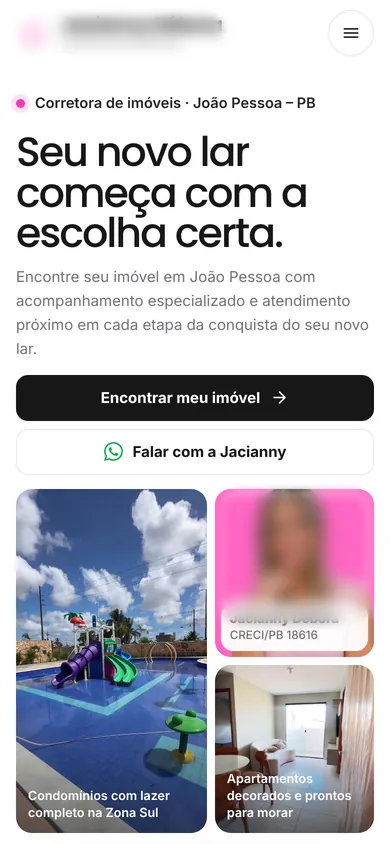 Corretora de imóveis · João Pessoa – PB
Seu novo lar
começa com a
escolha certa.
Encontre seu imóvel em João Pessoa com
acompanhamento especializado e atendimento
próximo em cada etapa da conquista do seu novo
lar.
Encontrar meu imóvel
Falar com a Jacianny
CRECI/PB 18616
Condomínios com lazer
completo na Zona Sul
Apartamentos
decorados e prontos
para morar